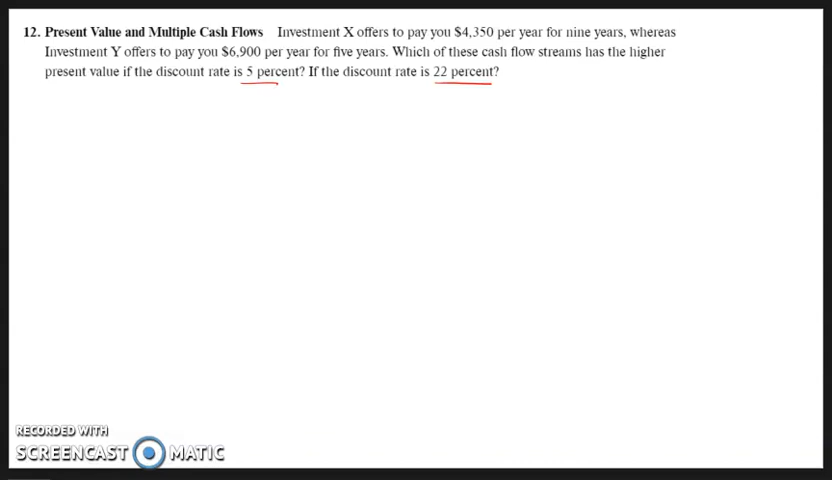 12. Present Value and Multiple Cash Flows Investment X offers to pay you $4,350 per year for nine years, whereas
Investment Y offers to pay you $6,900 per year for five years. Which of these cash flow streams has the higher
present value if the discount rate is 5 percent? If the discount rate is 22 percent?
RECORDED WITH
SCREENCAST MATIC